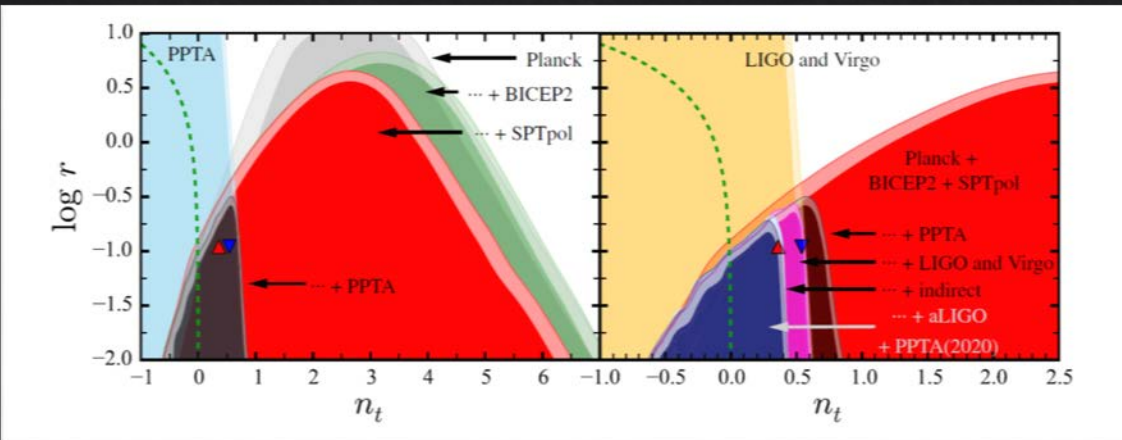 PPTA
Planck
··· + BICEP2
··· + SPTpol
··· + PPTA
log r
1.0
0.5
0.0
−0.5
−1.0
−1.5
−2.0
−1 0 1 2 3 4 5 6
n_t
LIGO and Virgo
Planck +
BICEP2 + SPTpol
··· + PPTA
··· + LIGO and Virgo
··· + indirect
··· + aLIGO
+ PPTA(2020)
−1.0 −0.5 0.0 0.5 1.0 1.5 2.0 2.5
n_t